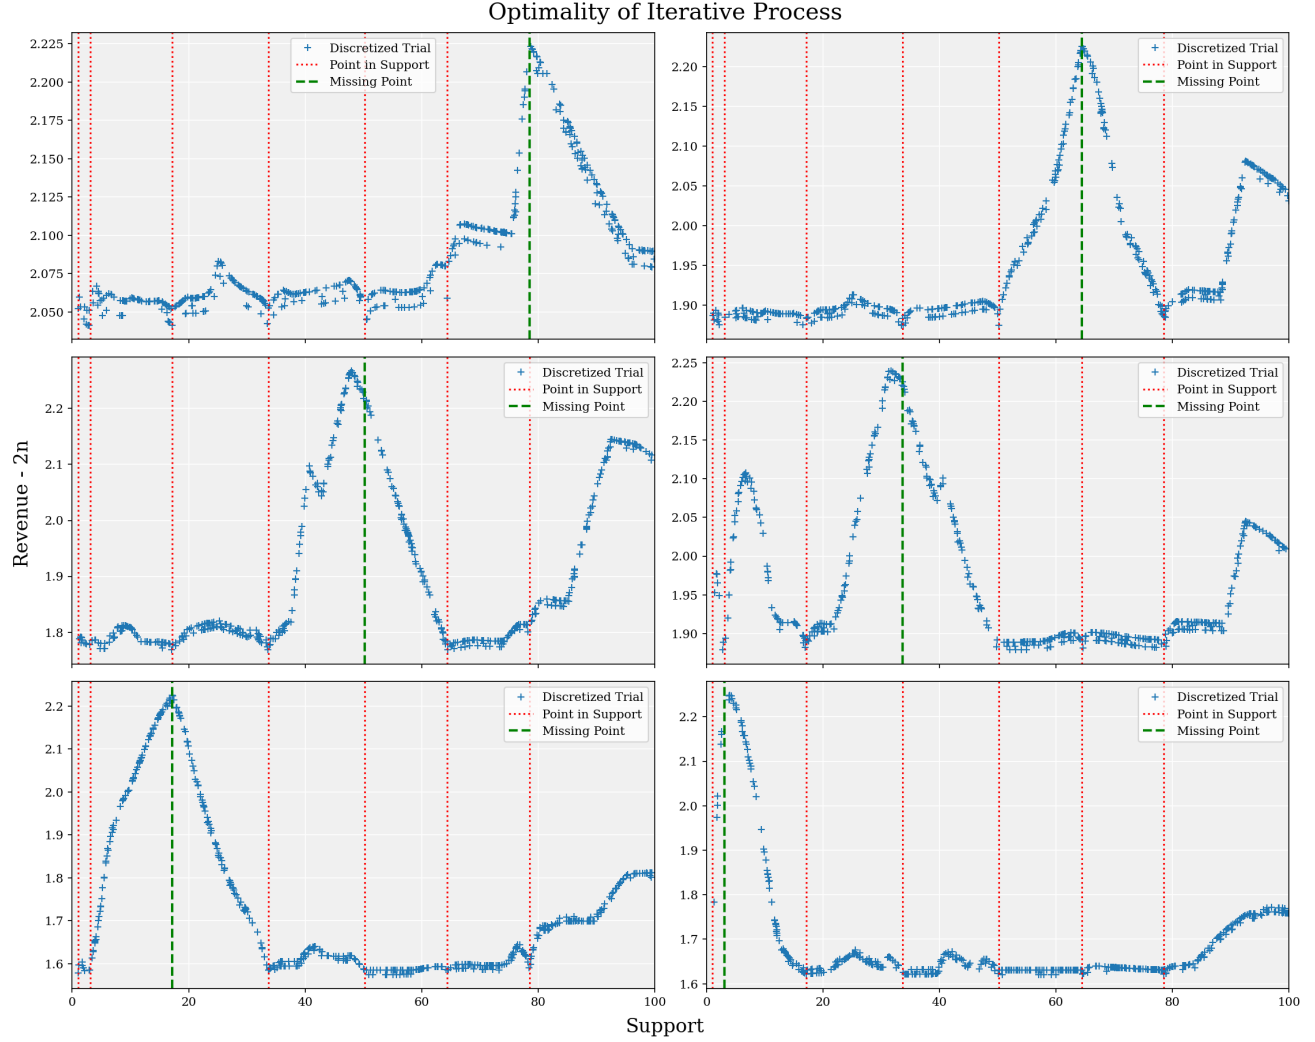 Optimality of Iterative Process
Revenue - 2n
2.225
2.200
2.175
2.150
2.125
2.100
2.075
2.050
Discretized Trial
Point in Support
Missing Point
2.20
2.15
2.10
2.05
2.00
1.95
1.90
Discretized Trial
Point in Support
Missing Point
2.2
2.1
2.0
1.9
1.8
Discretized Trial
Point in Support
Missing Point
2.25
2.20
2.15
2.10
2.05
2.00
1.95
1.90
Discretized Trial
Point in Support
Missing Point
2.2
2.1
2.0
1.9
1.8
1.7
1.6
Discretized Trial
Point in Support
Missing Point
0 20 40 60 80 100
2.2
2.1
2.0
1.9
1.8
1.7
1.6
Discretized Trial
Point in Support
Missing Point
0 20 40 60 80 100
Support